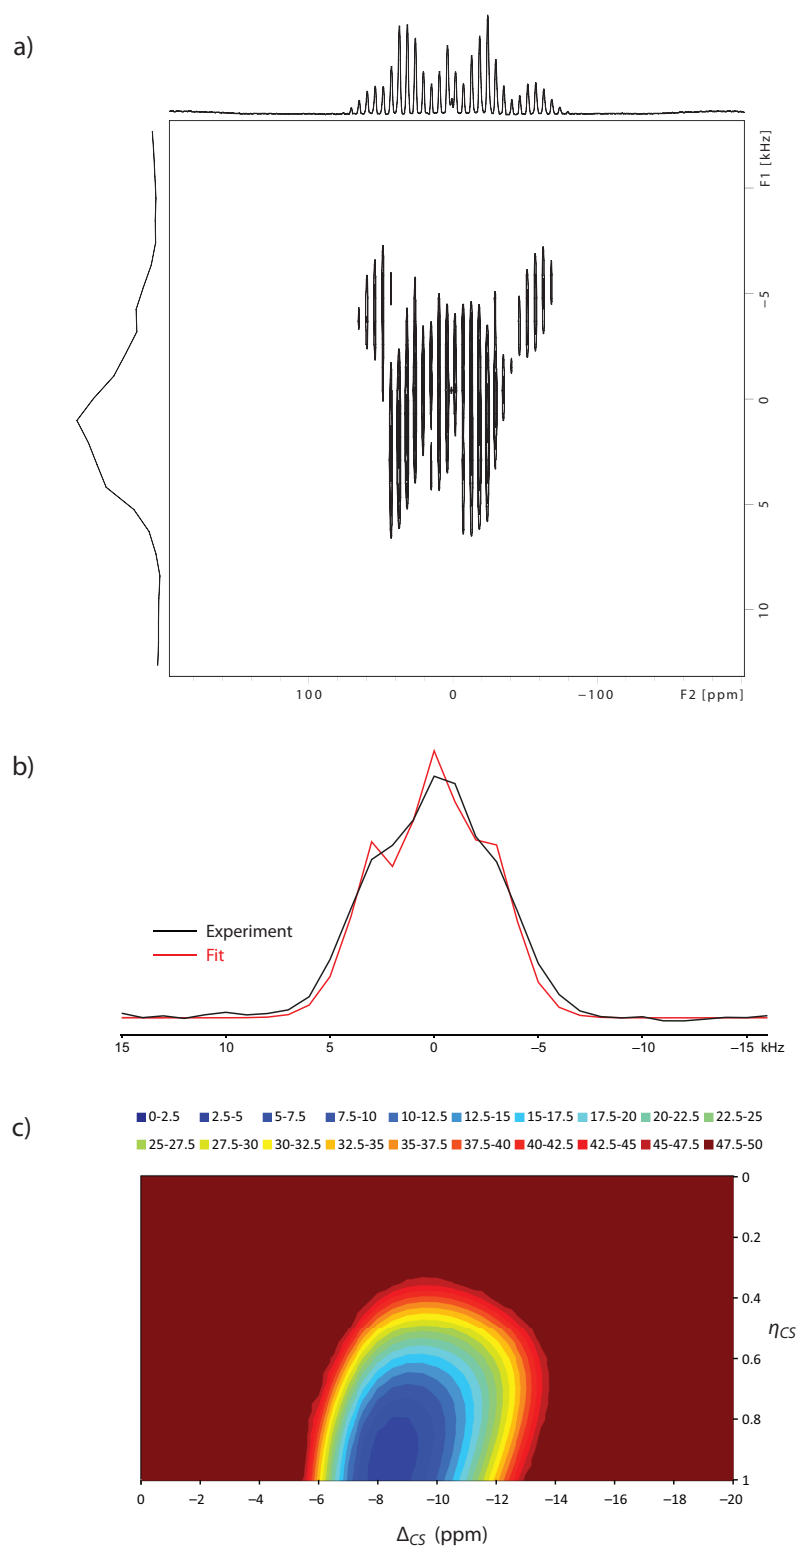 a)
F1 [kHz]
−5
0
5
10
100 0 −100 F2 [ppm]
b)
Experiment
Fit
15 10 5 0 −5 −10 −15 kHz
c)
0-2.5 2.5-5 5-7.5 7.5-10 10-12.5 12.5-15 15-17.5 17.5-20 20-22.5 22.5-25
25-27.5 27.5-30 30-32.5 32.5-35 35-37.5 37.5-40 40-42.5 42.5-45 45-47.5 47.5-50
0
0.2
0.4
ηCS
0.6
0.8
1
0 −2 −4 −6 −8 −10 −12 −14 −16 −18 −20
ΔCS (ppm)